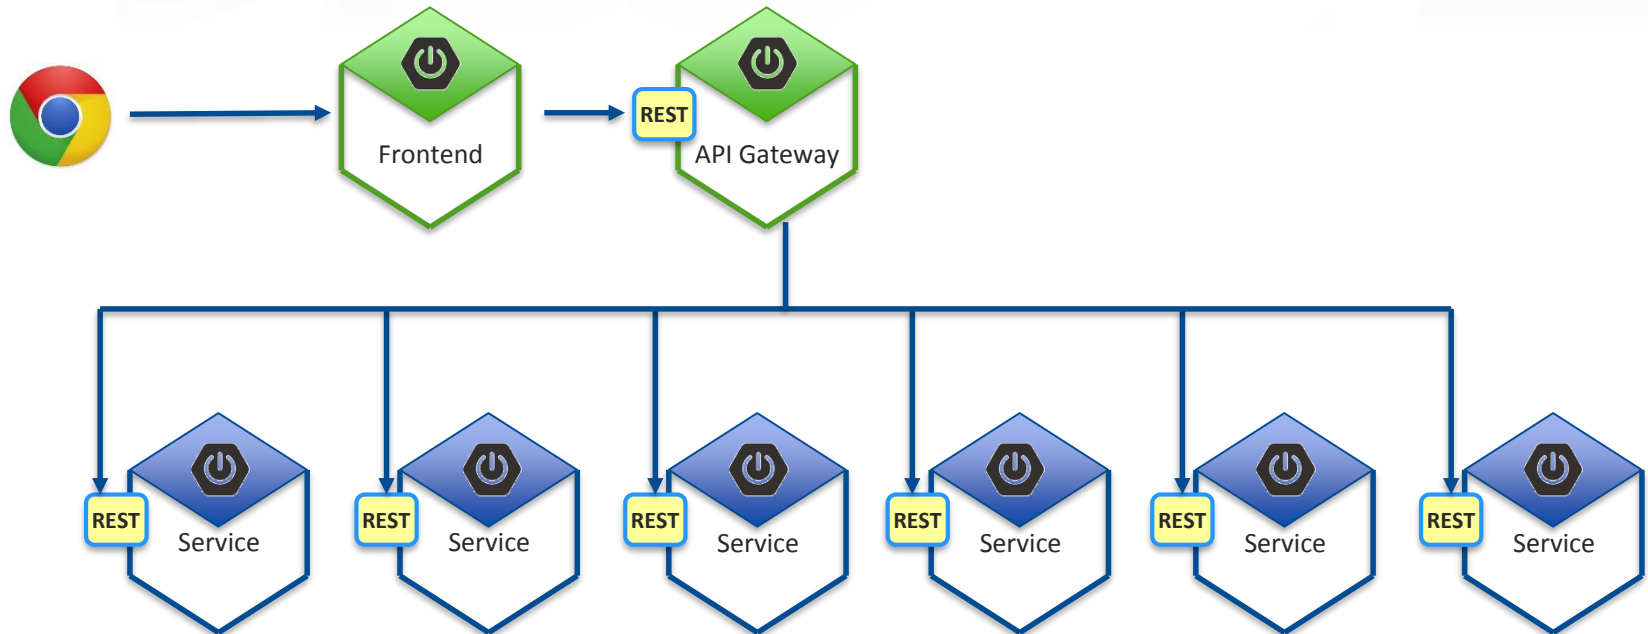 REST
Frontend
API Gateway
REST
Service
REST
Service
REST
Service
REST
Service
REST
Service
REST
Service